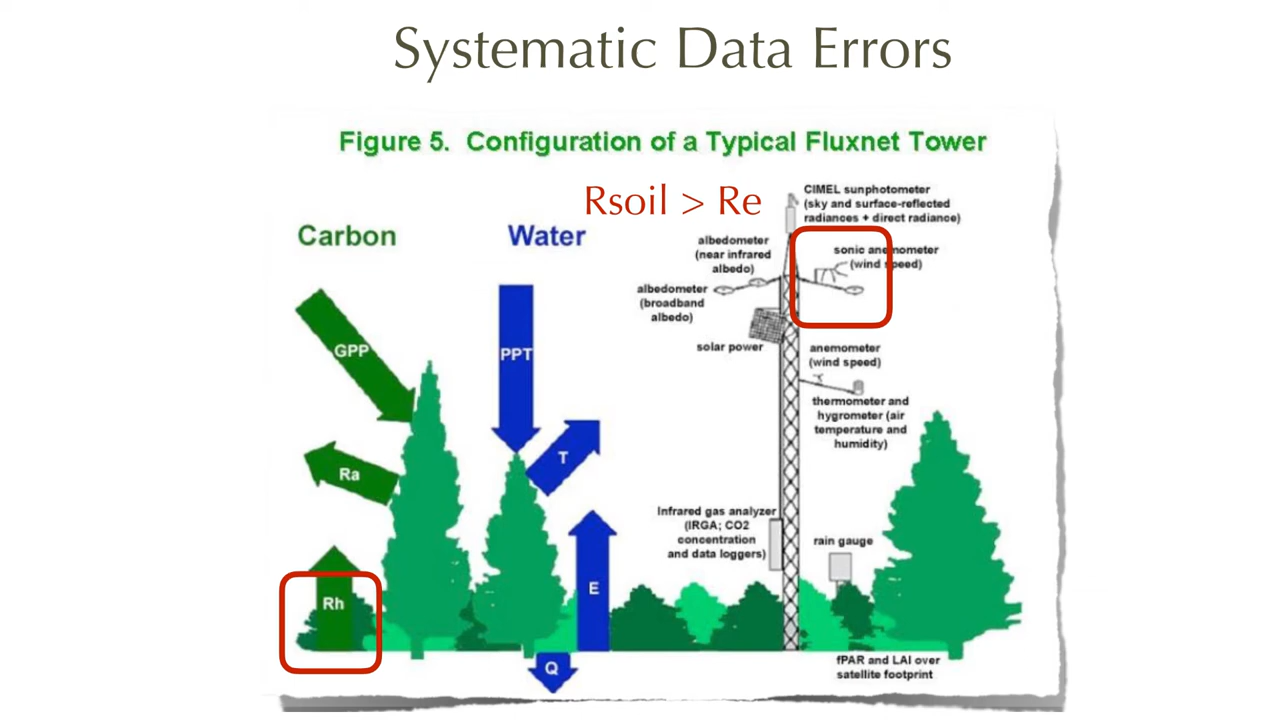 Systematic Data Errors
Figure 5. Configuration of a Typical Fluxnet Tower
Rsoil > Re
Carbon
Water
GPP
Ra
Rh
PPT
T
E
Q
CIMEL sunphotometer
(sky and surface-reflected
radiances + direct radiance)
albedometer
(near infrared
albedo)
sonic anemometer
(wind speed)
albedometer
(broadband
albedo)
solar power
anemometer
(wind speed)
thermometer and
hygrometer (air
temperature and
humidity)
Infrared gas analyzer
(IRGA; CO2
concentration
and data loggers)
rain gauge
fPAR and LAI over
satellite footprint